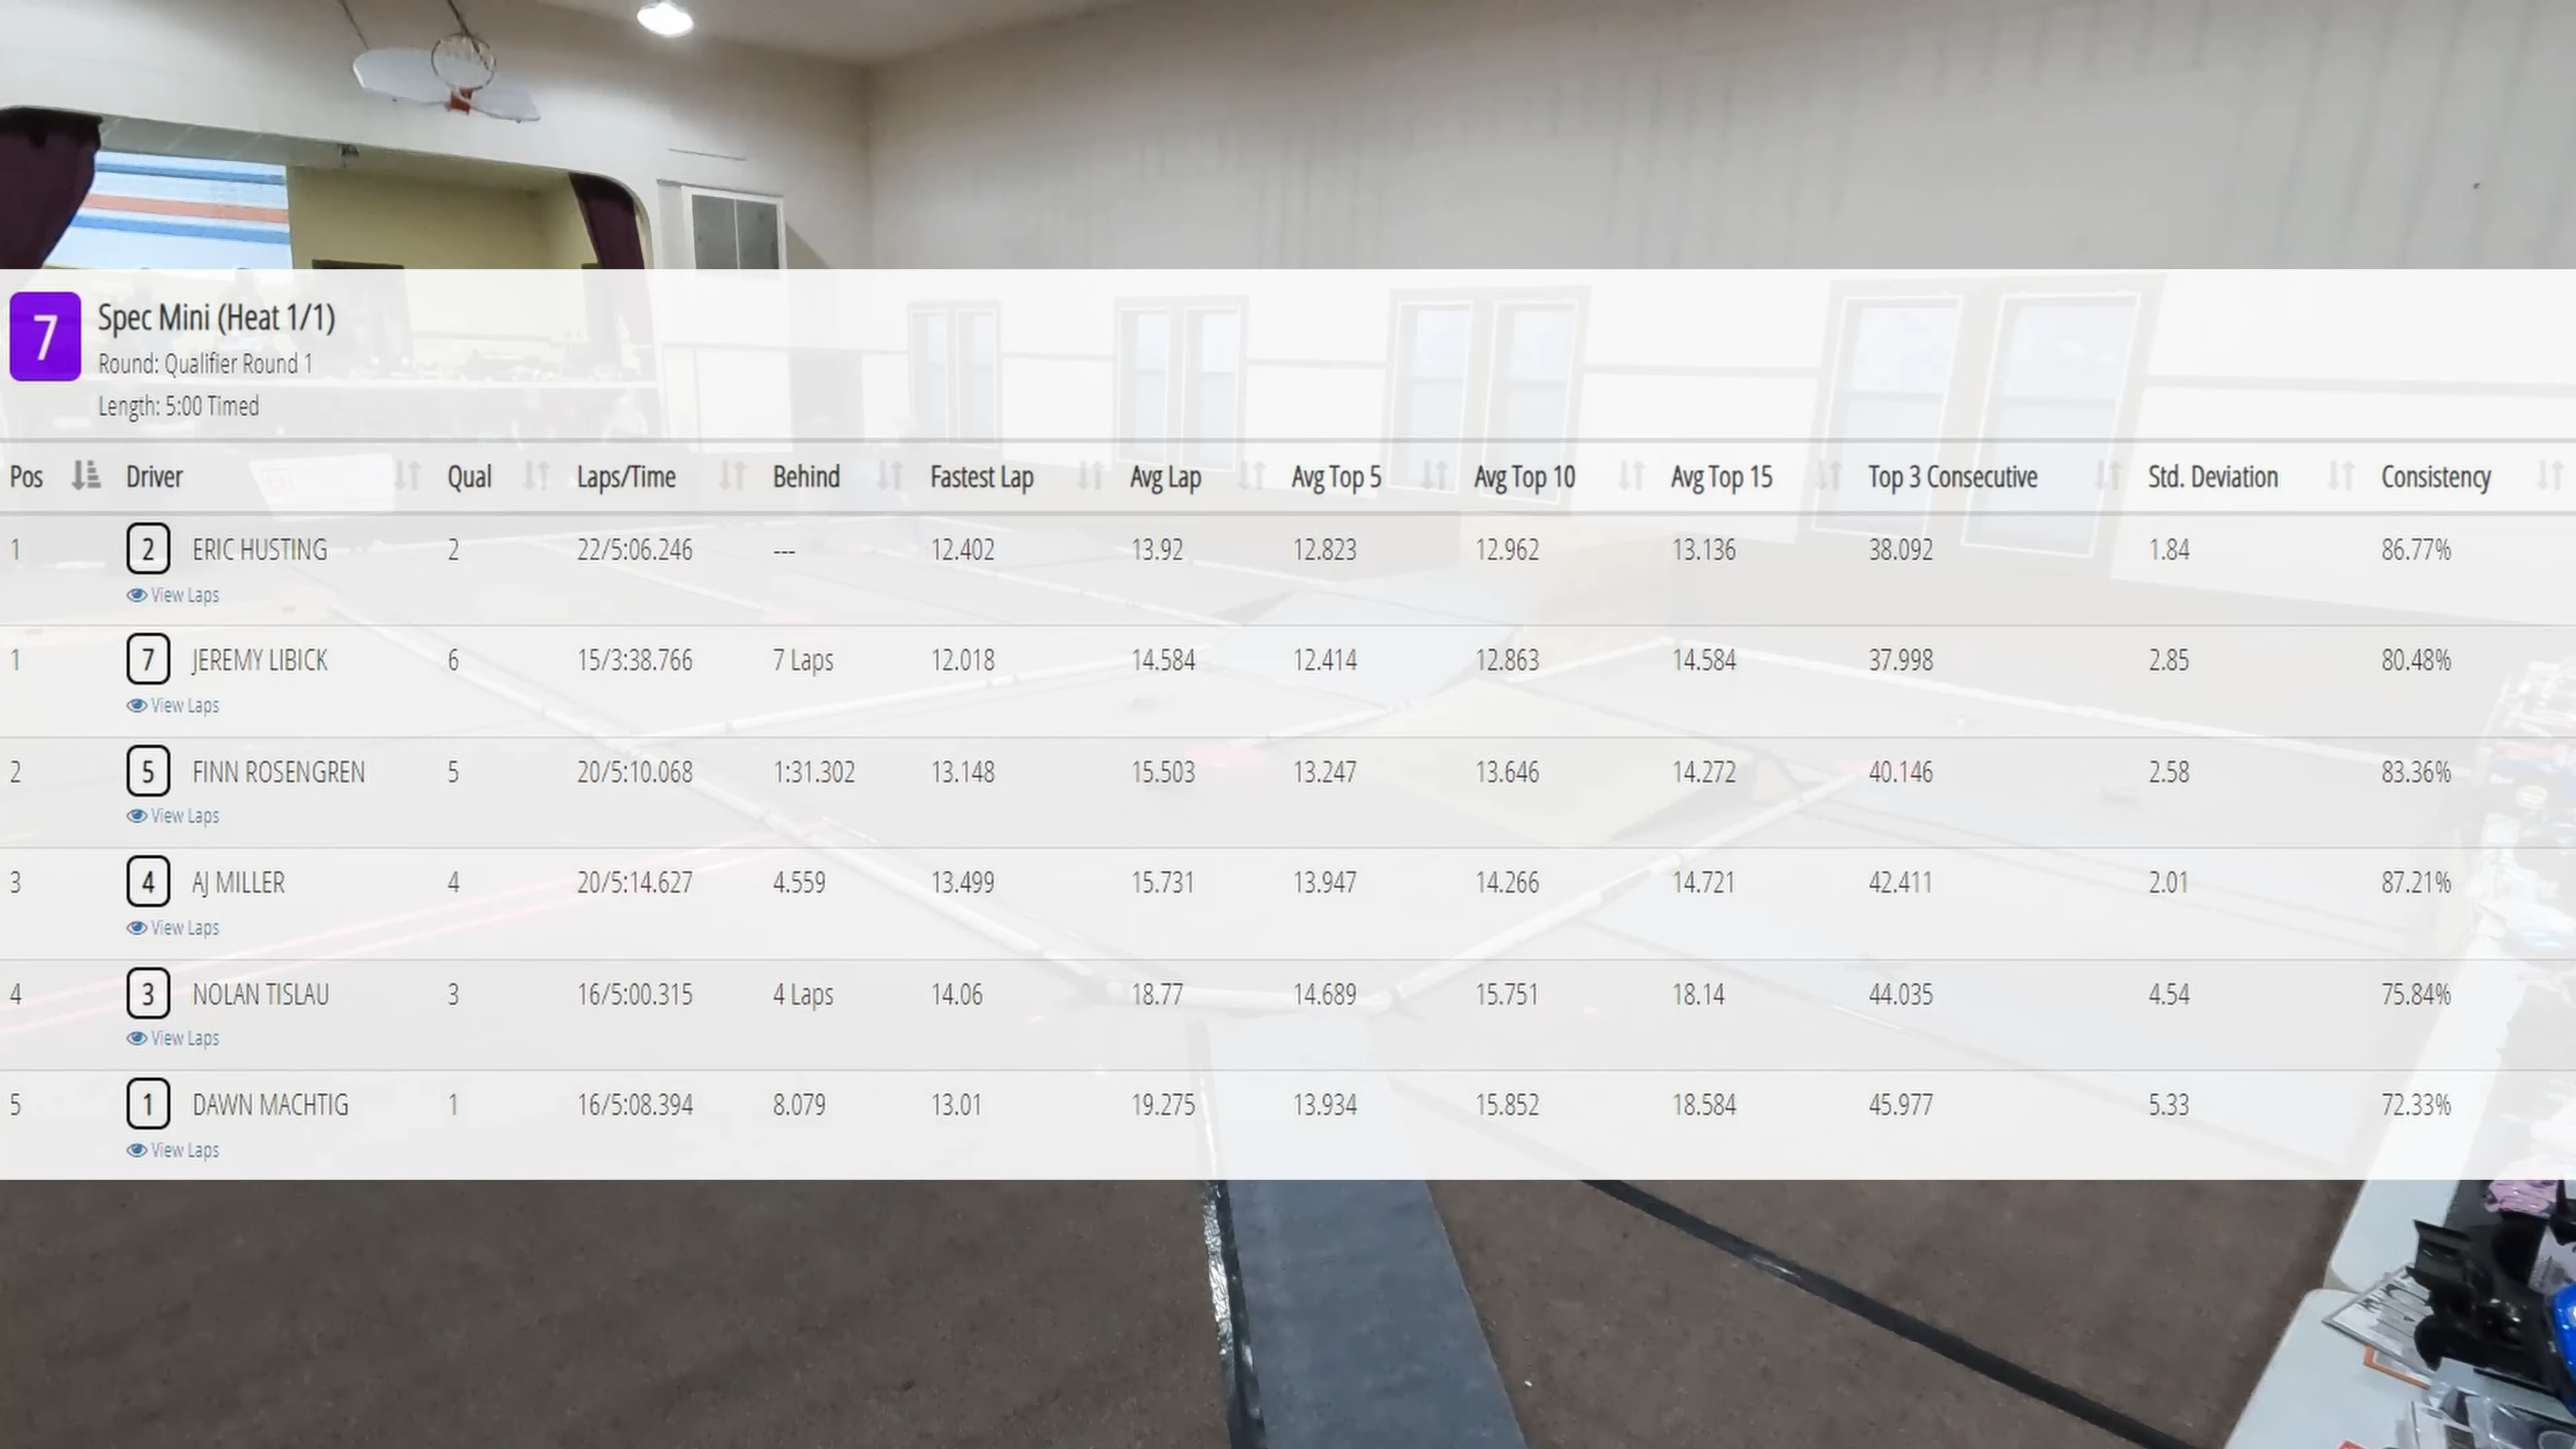 7
Spec Mini (Heat 1/1)
Round: Qualifier Round 1
Length: 5:00 Timed
Pos Driver Qual Laps/Time Behind Fastest Lap Avg Lap Avg Top 5 Avg Top 10 Avg Top 15 Top 3 Consecutive Std. Deviation Consistency
1 2 ERIC HUSTING 2 22/5:06.246 --- 12.402 13.92 12.823 12.962 13.136 38.092 1.84 86.77%
View Laps
1 7 JEREMY LIBICK 6 15/3:38.766 7 Laps 12.018 14.584 12.414 12.863 14.584 37.998 2.85 80.48%
View Laps
2 5 FINN ROSENGREN 5 20/5:10.068 1:31.302 13.148 15.503 13.247 13.646 14.272 40.146 2.58 83.36%
View Laps
3 4 AJ MILLER 4 20/5:14.627 4.559 13.499 15.731 13.947 14.266 14.721 42.411 2.01 87.21%
View Laps
4 3 NOLAN TISLAU 3 16/5:00.315 4 Laps 14.06 18.77 14.689 15.751 18.14 44.035 4.54 75.84%
View Laps
5 1 DAWN MACHTIG 1 16/5:08.394 8.079 13.01 19.275 13.934 15.852 18.584 45.977 5.33 72.33%
View Laps